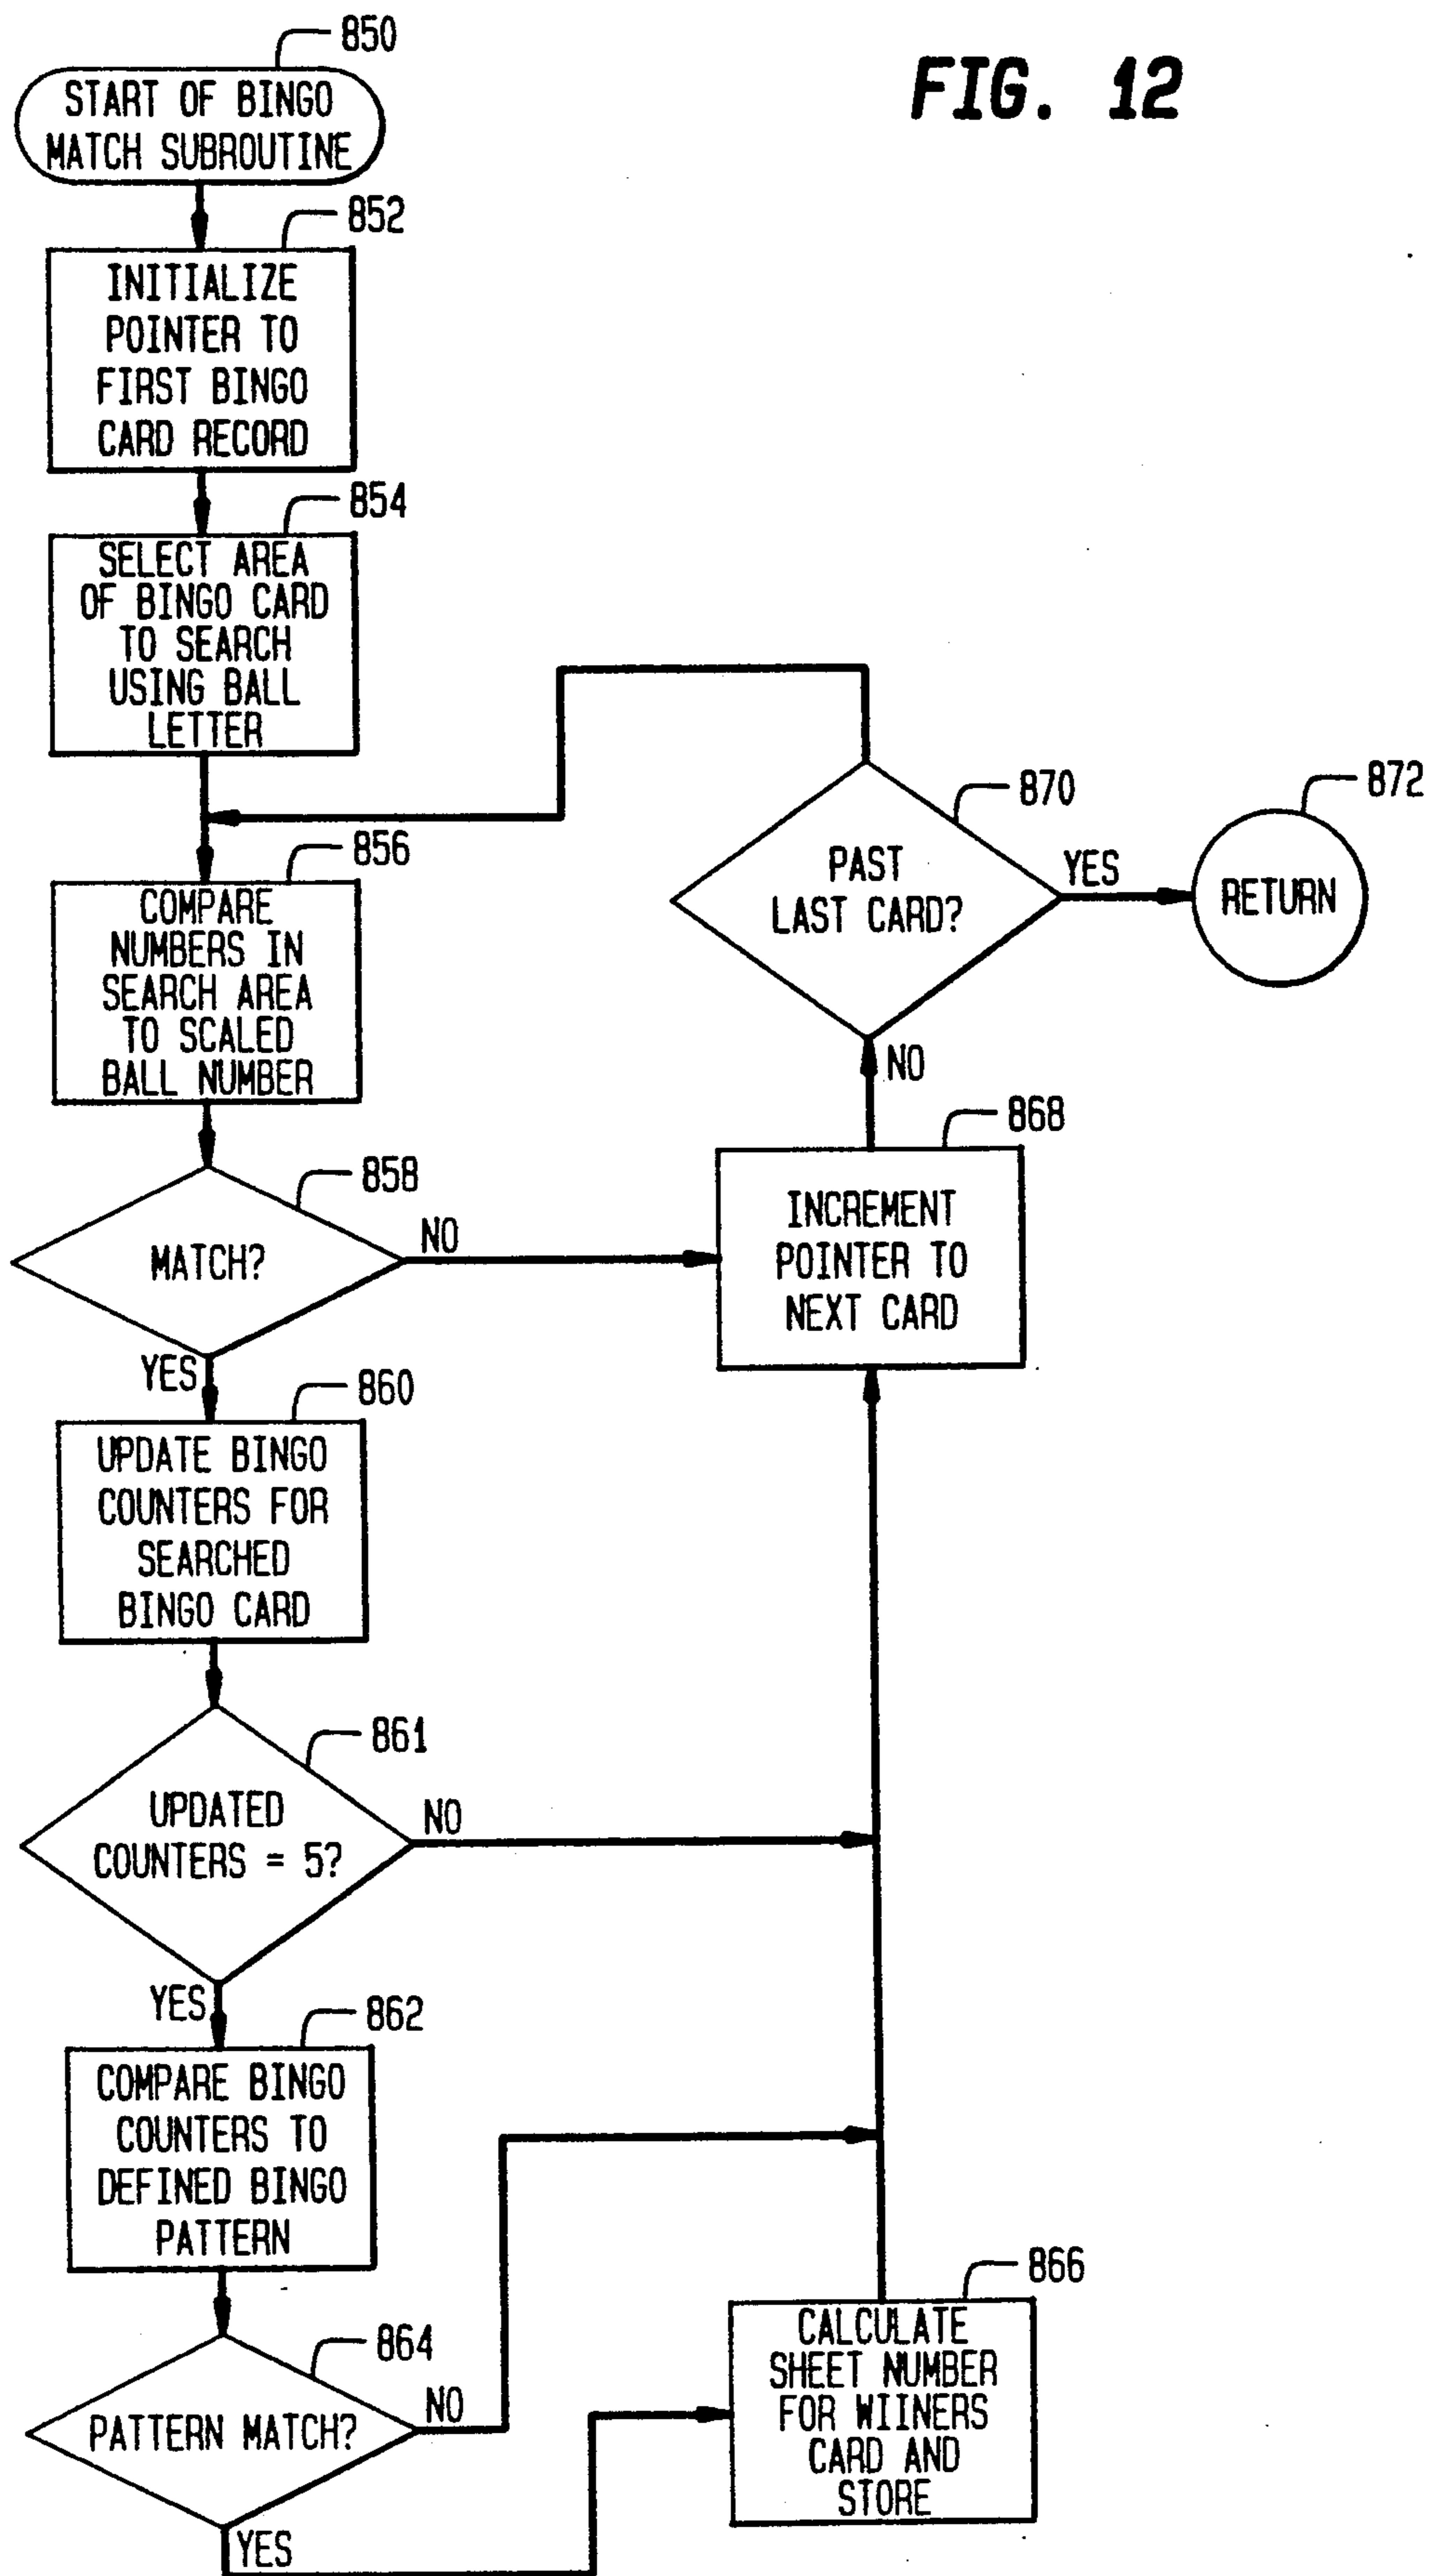 FIG. 12
850
START OF BINGO
MATCH SUBROUTINE
852
INITIALIZE
POINTER TO
FIRST BINGO
CARD RECORD
854
SELECT AREA
OF BINGO CARD
TO SEARCH
USING BALL
LETTER
856
COMPARE
NUMBERS IN
SEARCH AREA
TO SCALED
BALL NUMBER
858
MATCH?
NO
YES
860
UPDATE BINGO
COUNTERS FOR
SEARCHED
BINGO CARD
861
UPDATED
COUNTERS = 5?
NO
YES
862
COMPARE BINGO
COUNTERS TO
DEFINED BINGO
PATTERN
864
PATTERN MATCH?
NO
YES
866
CALCULATE
SHEET NUMBER
FOR WIINERS
CARD AND
STORE
868
INCREMENT
POINTER TO
NEXT CARD
NO
870
PAST
LAST CARD?
YES
872
RETURN